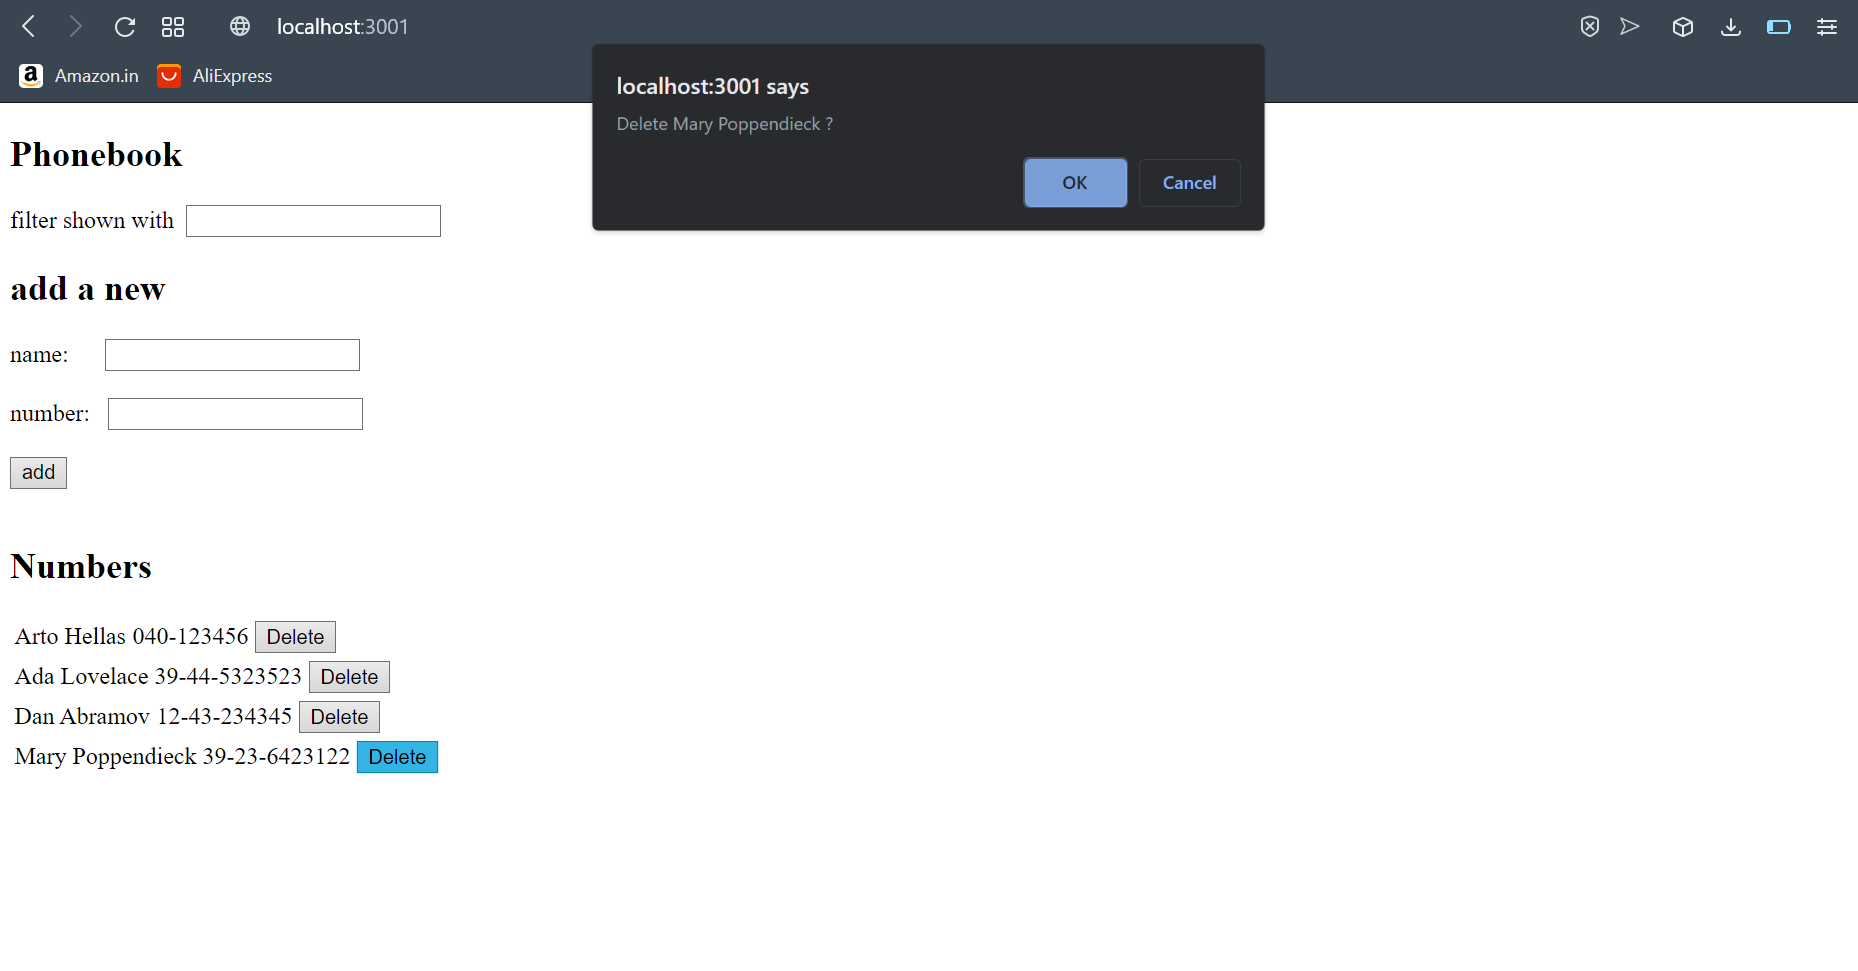 localhost:3001
Amazon.in AliExpress
localhost:3001 says
Delete Mary Poppendieck ?
OK Cancel
Phonebook
filter shown with
add a new
name:
number:
add
Numbers
Arto Hellas 040-123456 Delete
Ada Lovelace 39-44-5323523 Delete
Dan Abramov 12-43-234345 Delete
Mary Poppendieck 39-23-6423122 Delete